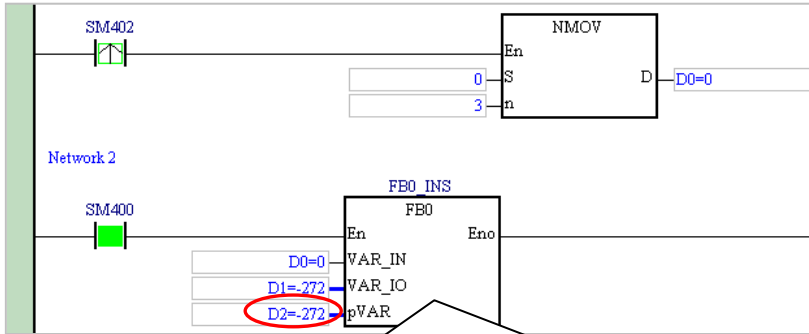 SM402
NMOV
En
0 S D D0=0
3 n
Network 2
FB0_INS
SM400 FB0
En Eno
D0=0 VAR_IN
D1=-272 VAR_IO
D2=-272 pVAR